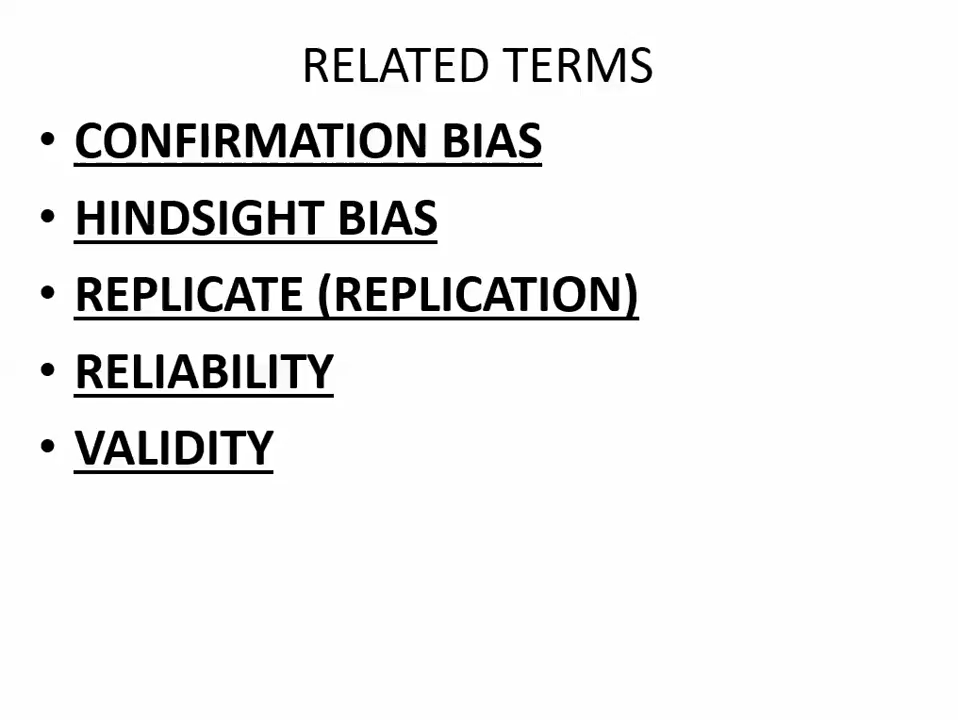 RELATED TERMS
• CONFIRMATION BIAS
• HINDSIGHT BIAS
• REPLICATE (REPLICATION)
• RELIABILITY
• VALIDITY